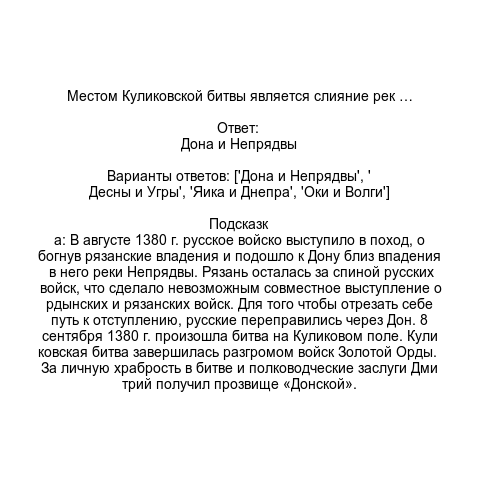 Местом Куликовской битвы является слияние рек …
Ответ:
Дона и Непрядвы
Варианты ответов: ['Дона и Непрядвы', '
Десны и Угры', 'Яика и Днепра', 'Оки и Волги']
Подсказк
а: В августе 1380 г. русское войско выступило в поход, о
богнув рязанские владения и подошло к Дону близ впадения
в него реки Непрядвы. Рязань осталась за спиной русских
войск, что сделало невозможным совместное выступление о
рдынских и рязанских войск. Для того чтобы отрезать себе
путь к отступлению, русские переправились через Дон. 8
сентября 1380 г. произошла битва на Куликовом поле. Кули
ковская битва завершилась разгромом войск Золотой Орды.
За личную храбрость в битве и полководческие заслуги Дми
трий получил прозвище «Донской».